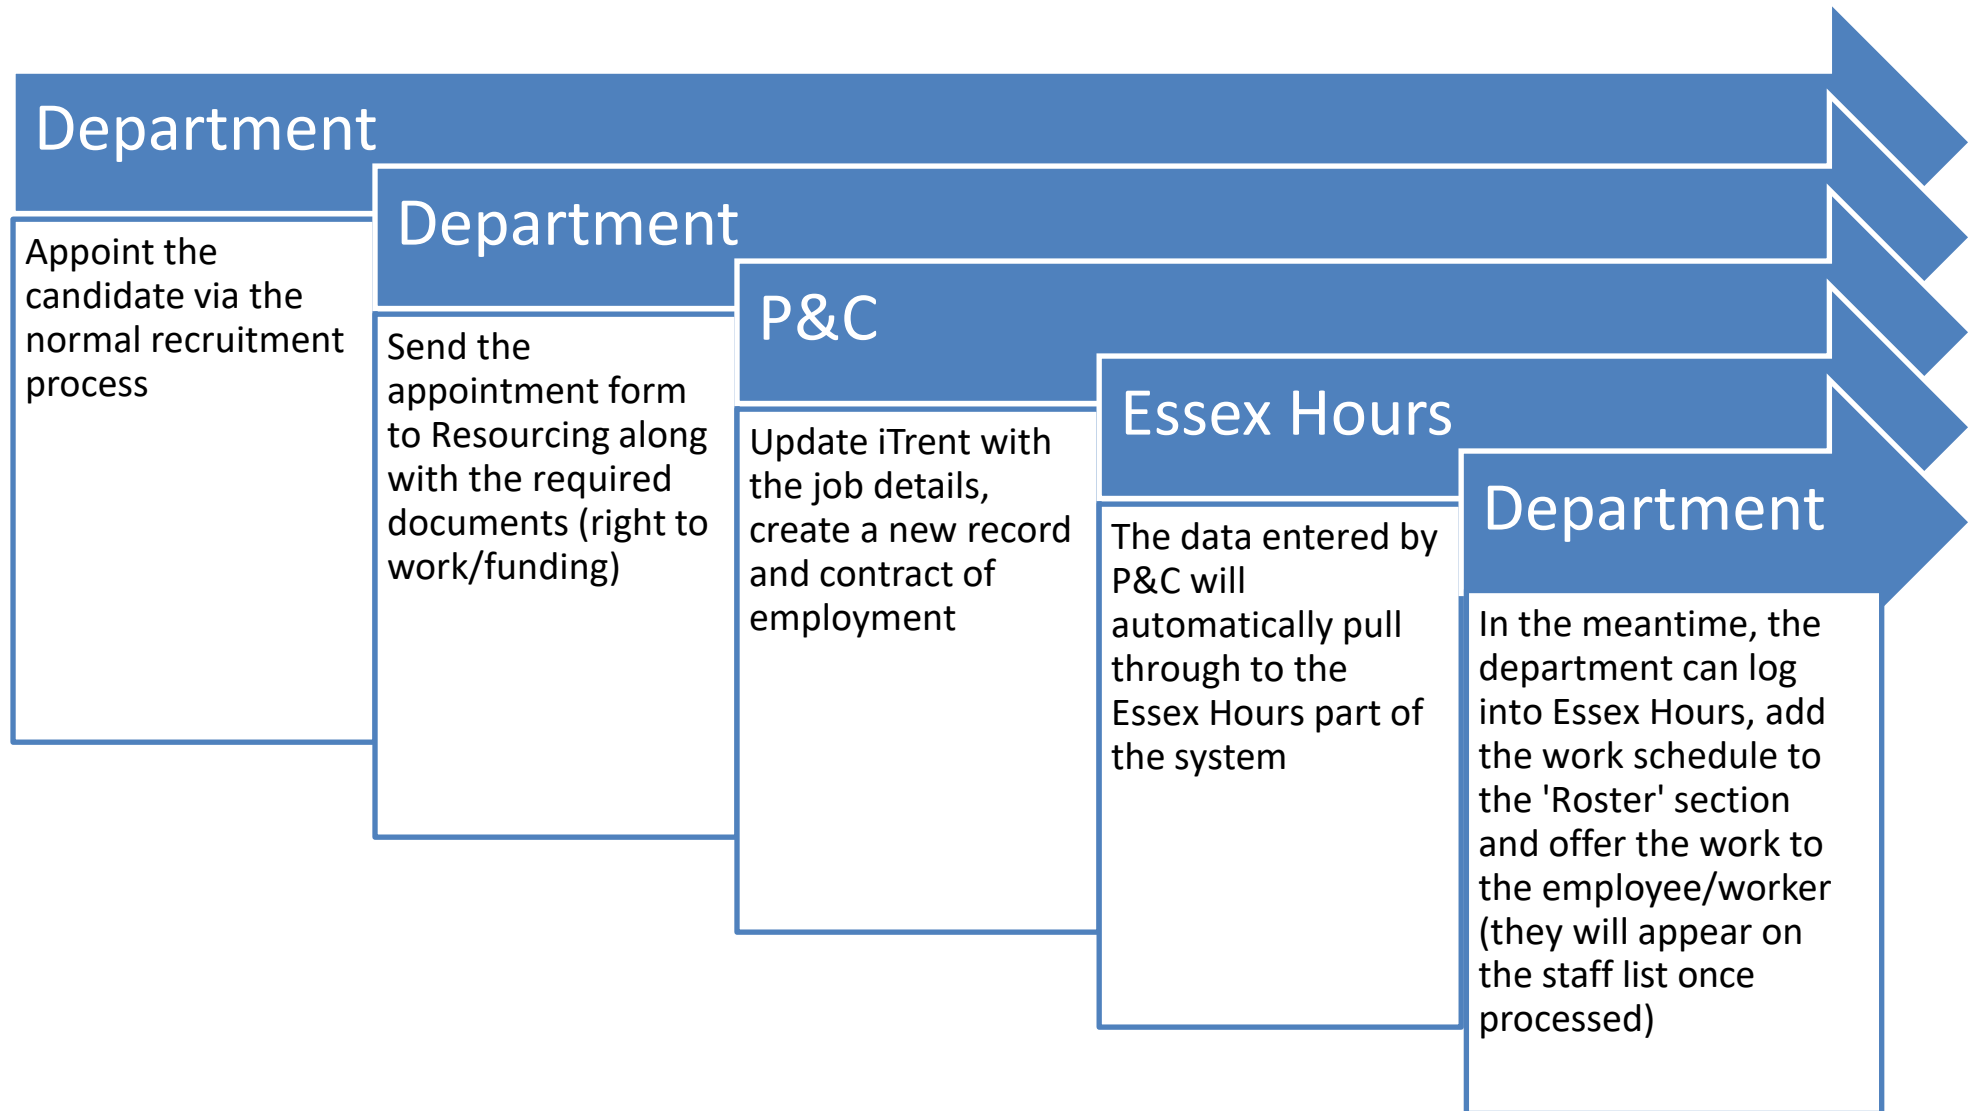 Department
Appoint the
candidate via the
normal recruitment
process
Department
Send the
appointment form
to Resourcing along
with the required
documents (right to
work/funding)
P&C
Update iTrent with
the job details,
create a new record
and contract of
employment
Essex Hours
The data entered by
P&C will
automatically pull
through to the
Essex Hours part of
the system
Department
In the meantime, the
department can log
into Essex Hours, add
the work schedule to
the 'Roster' section
and offer the work to
the employee/worker
(they will appear on
the staff list once
processed)